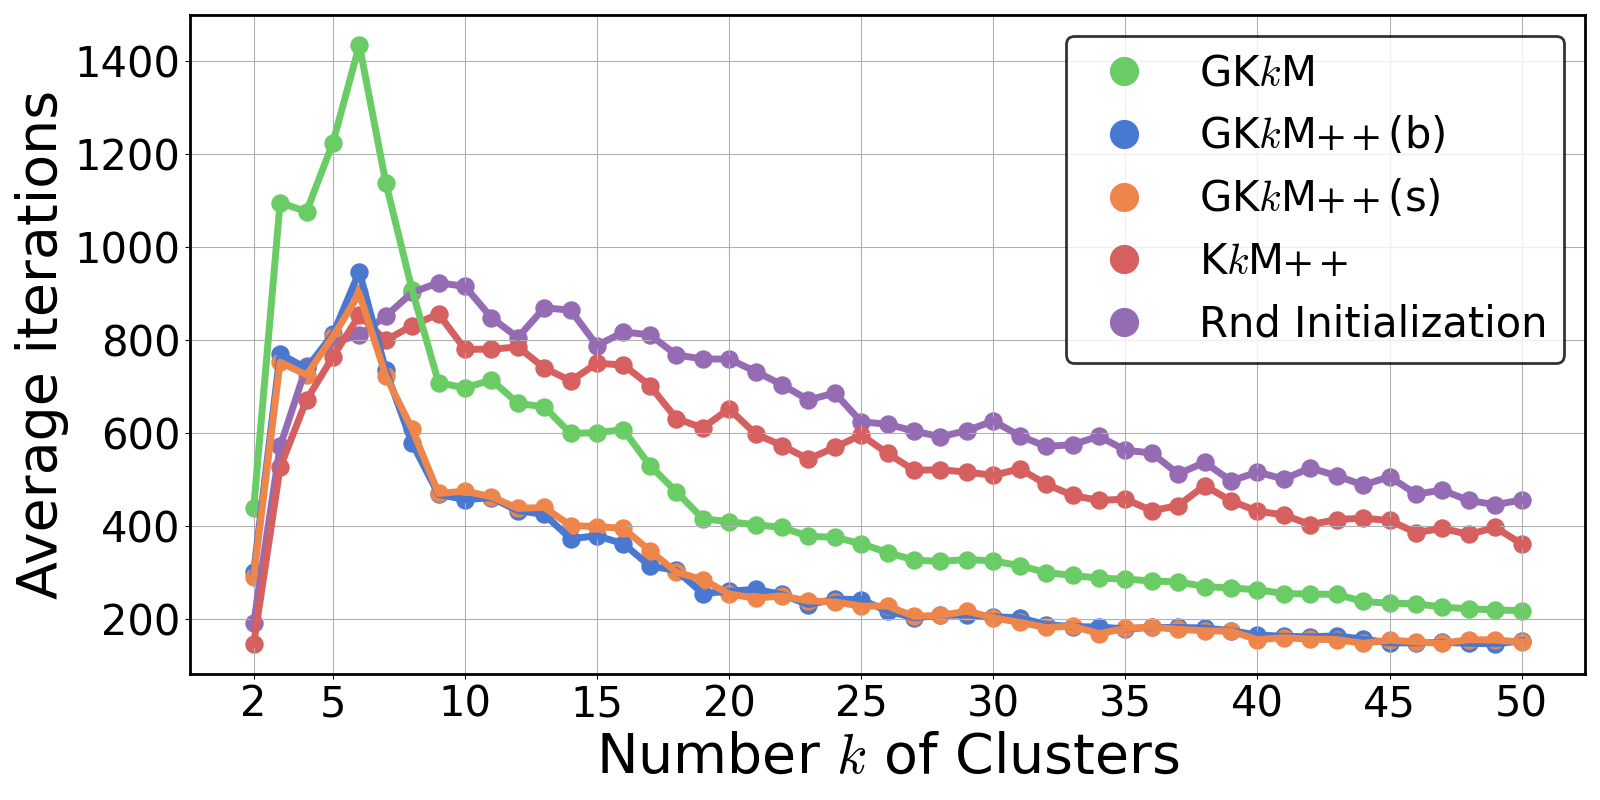 Average iterations
1400
1200
1000
800
600
400
200
2 5 10 15 20 25 30 35 40 45 50
Number k of Clusters
GKkM
GKkM++(b)
GKkM++(s)
KkM++
Rnd Initialization